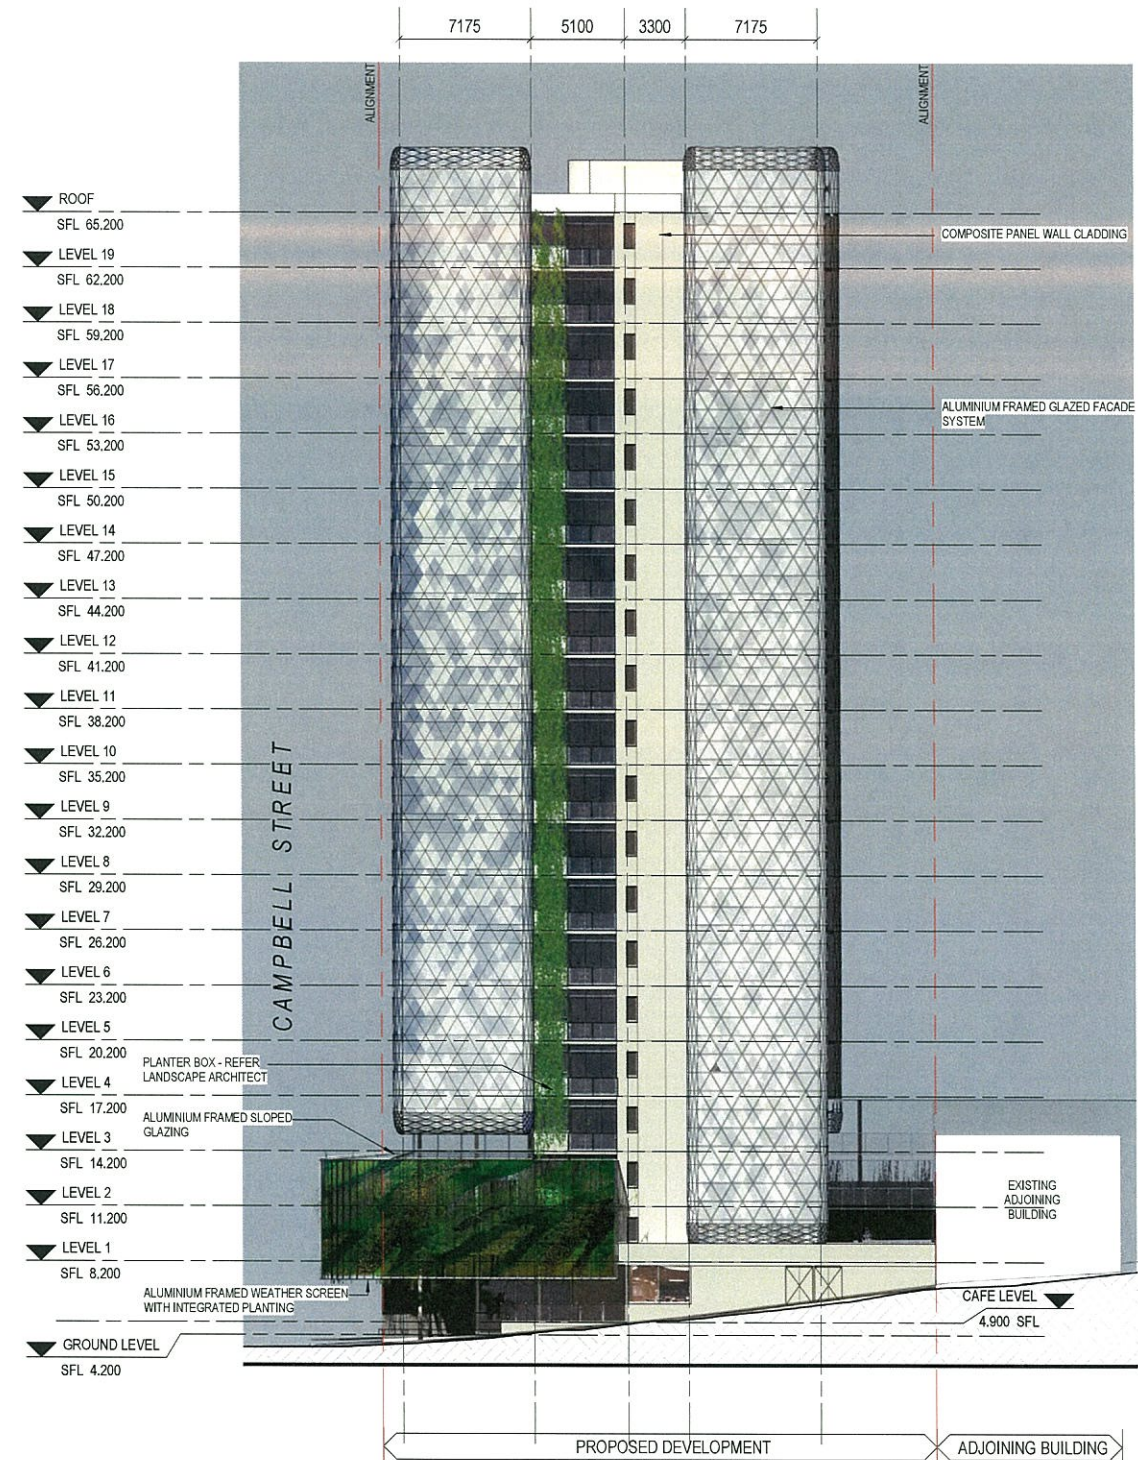 7175 5100 3300 7175
ALIGNMENT
ALIGNMENT
ROOF
SFL 65.200
LEVEL 19
SFL 62.200
LEVEL 18
SFL 59.200
LEVEL 17
SFL 56.200
LEVEL 16
SFL 53.200
LEVEL 15
SFL 50.200
LEVEL 14
SFL 47.200
LEVEL 13
SFL 44.200
LEVEL 12
SFL 41.200
LEVEL 11
SFL 38.200
LEVEL 10
SFL 35.200
LEVEL 9
SFL 32.200
LEVEL 8
SFL 29.200
LEVEL 7
SFL 26.200
LEVEL 6
SFL 23.200
LEVEL 5
SFL 20.200
LEVEL 4
SFL 17.200
LEVEL 3
SFL 14.200
LEVEL 2
SFL 11.200
LEVEL 1
SFL 8.200
GROUND LEVEL
SFL 4.200
CAMPBELL STREET
COMPOSITE PANEL WALL CLADDING
ALUMINIUM FRAMED GLAZED FACADE
SYSTEM
PLANTER BOX - REFER
LANDSCAPE ARCHITECT
ALUMINIUM FRAMED SLOPED
GLAZING
ALUMINIUM FRAMED WEATHER SCREEN
WITH INTEGRATED PLANTING
EXISTING
ADJOINING
BUILDING
CAFE LEVEL
4.900 SFL
PROPOSED DEVELOPMENT
ADJOINING BUILDING